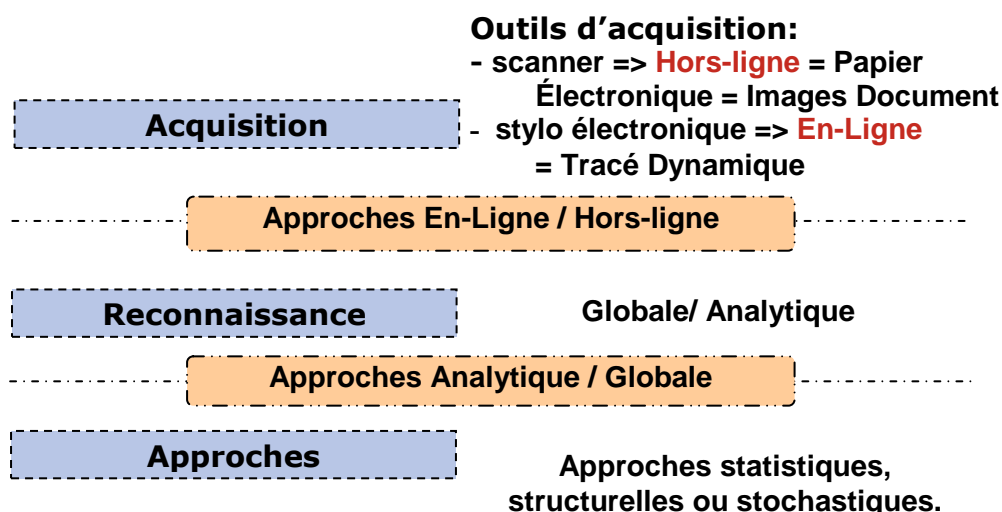 Outils d’acquisition:
- scanner => Hors-ligne = Papier
Électronique = Images Document
Acquisition
- stylo électronique => En-Ligne
= Tracé Dynamique
Approches En-Ligne / Hors-ligne
Reconnaissance
Globale/ Analytique
Approches Analytique / Globale
Approches
Approches statistiques,
structurelles ou stochastiques.